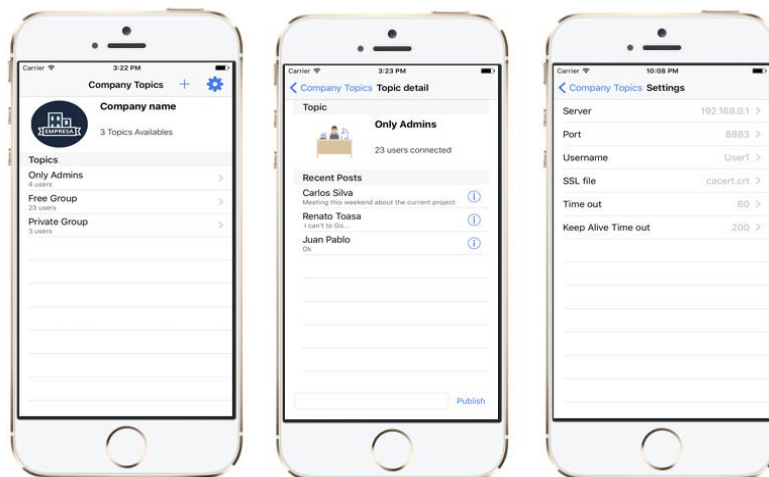 Carrier 3:22 PM
Company Topics +
Company name
EMPRESA
3 Topics Availables
Topics
Only Admins
4 users
Free Group
23 users
Private Group
3 users
Carrier 3:23 PM
Company Topics Topic detail
Topic
Only Admins
23 users connected
Recent Posts
Carlos Silva
Meeting this weekend about the current project
Renato Toasa
I can't to Go...
Juan Pablo
Ok
Publish
Carrier 10:08 PM
Company Topics Settings
Server 192.168.0.1
Port 8883
Username User1
SSL file cacert.crt
Time out 60
Keep Alive Time out 200